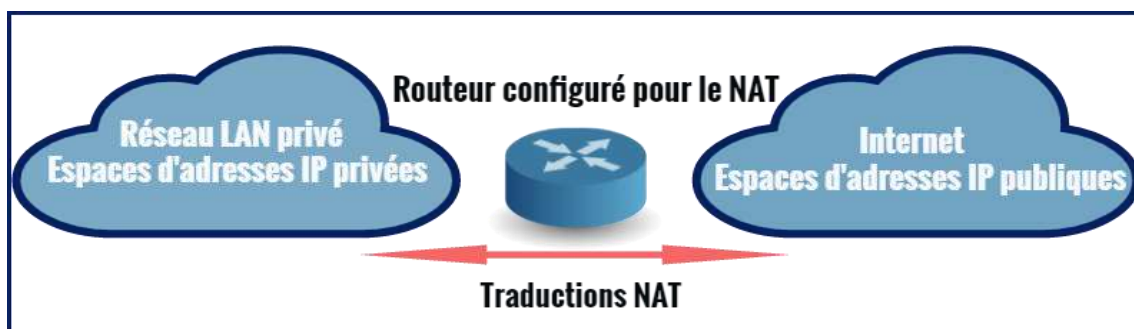 Routeur configuré pour le NAT
Réseau LAN privé
Espaces d'adresses IP privées
Internet
Espaces d'adresses IP publiques
Traductions NAT